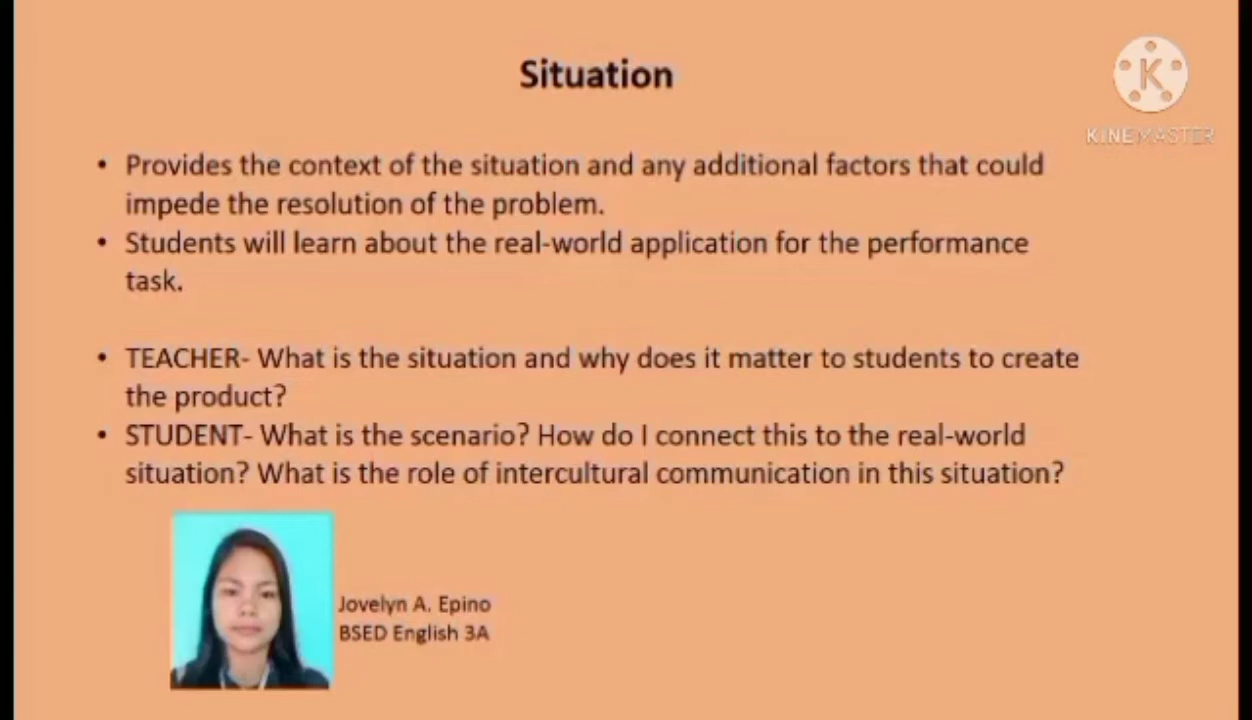 Situation
K
KINEMASTER
• Provides the context of the situation and any additional factors that could
impede the resolution of the problem.
• Students will learn about the real-world application for the performance
task.
• TEACHER- What is the situation and why does it matter to students to create
the product?
• STUDENT- What is the scenario? How do I connect this to the real-world
situation? What is the role of intercultural communication in this situation?
Jovelyn A. Epino
BSED English 3A